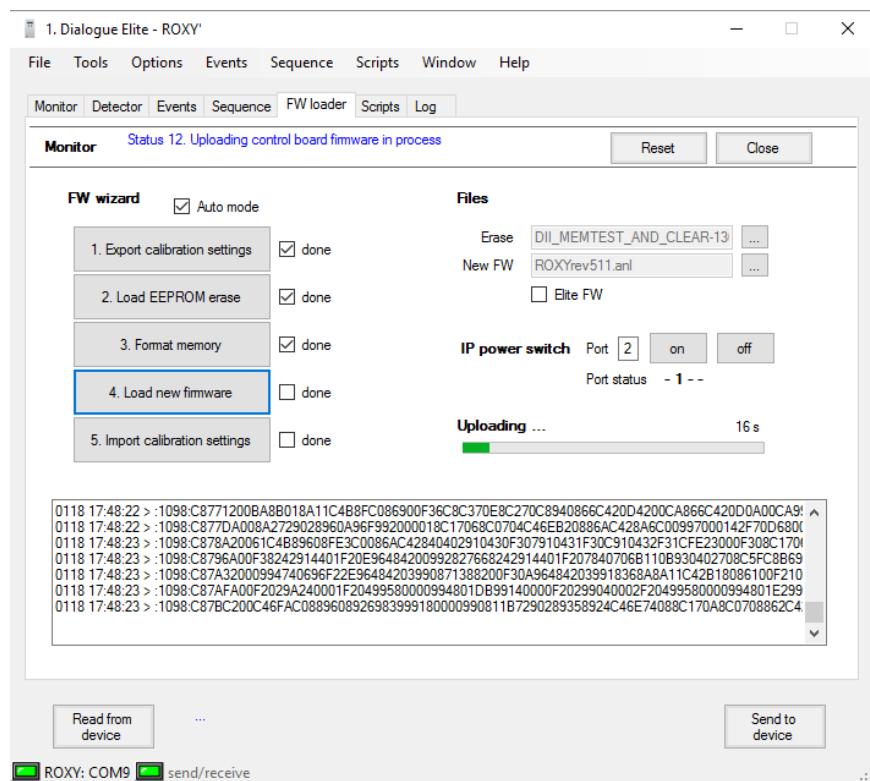 1. Dialogue Elite - ROXY'
File Tools Options Events Sequence Scripts Window Help
Monitor Detector Events Sequence FW loader Scripts Log
Monitor Status 12. Uploading control board firmware in process Reset Close
FW wizard Auto mode
1. Export calibration settings done
2. Load EEPROM erase done
3. Format memory done
4. Load new firmware done
5. Import calibration settings done
Files
Erase DII_MEMTEST_AND_CLEAR-13 ...
New FW ROXYrev511.anl ...
Elite FW
IP power switch Port 2 on off
Port status - 1 - -
Uploading ... 16 s
0118 17:48:22 > :1098:C8771200BA8B018A11C4B8FC086900F36C8C370E8C270C8940866C420D4200CA866C420D0A00CA9
0118 17:48:22 > :1098:C877DA008A2729028960A96F992000018C17068C0704C46EB20886AC428A6C00997000142F70D680
0118 17:48:23 > :1098:C878A20061C4B89608FE3C0086AC42840402910430F307910431F30C910432F31CFE23000F308C170
0118 17:48:23 > :1098:C8796A00F38242914401F20E96484200992827668242914401F207840706B110B930402708C5FC8B69
0118 17:48:23 > :1098:C87A32000994740696F22E96484203990871388200F30A964842039918368A8A11C42B18086100F210
0118 17:48:23 > :1098:C87AFA00F2029A240001F20499580000994801DB99140000F20299040002F20499580000994801E299
0118 17:48:23 > :1098:C87BC200C46FAC0889608926983999180000990811B7290289358924C46E74088C170A8C0708862C4
Read from device ... Send to device
ROXY: COM9 send/receive